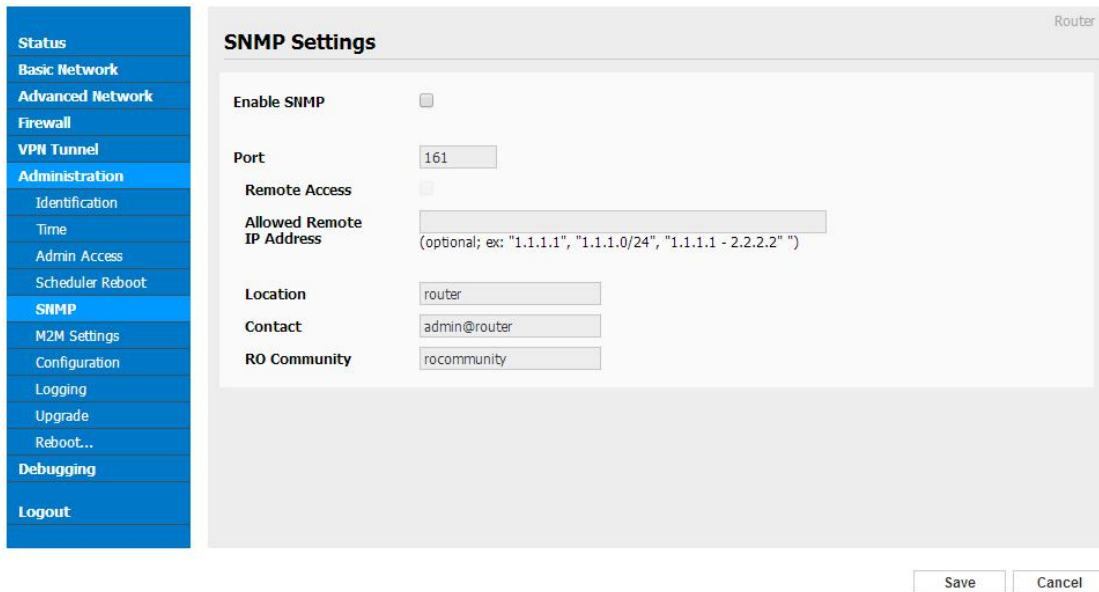 Router
Status
Basic Network
Advanced Network
Firewall
VPN Tunnel
Administration
Identification
Time
Admin Access
Scheduler Reboot
SNMP
M2M Settings
Configuration
Logging
Upgrade
Reboot...
Debugging
Logout
SNMP Settings
Enable SNMP
Port 161
Remote Access
Allowed Remote
IP Address
(optional; ex: "1.1.1.1", "1.1.1.0/24", "1.1.1.1 - 2.2.2.2" ")
Location router
Contact admin@router
RO Community rocommunity
Save Cancel